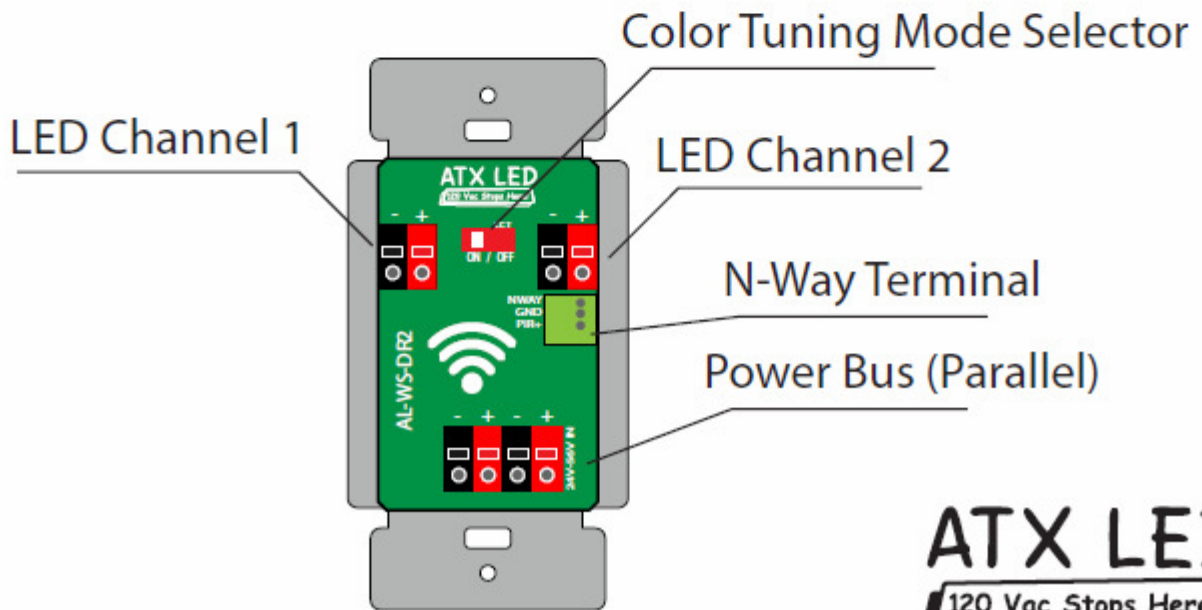 Color Tuning Mode Selector
LED Channel 1
LED Channel 2
ATX LED
120 Vac Stops Here
- +
- +
ON / OFF
N-Way Terminal
NWAY
GND
PIR+
Power Bus (Parallel)
AL-WS-DR2
- + - +
24V-56V IN
ATX LE
120 Vac Stops Her